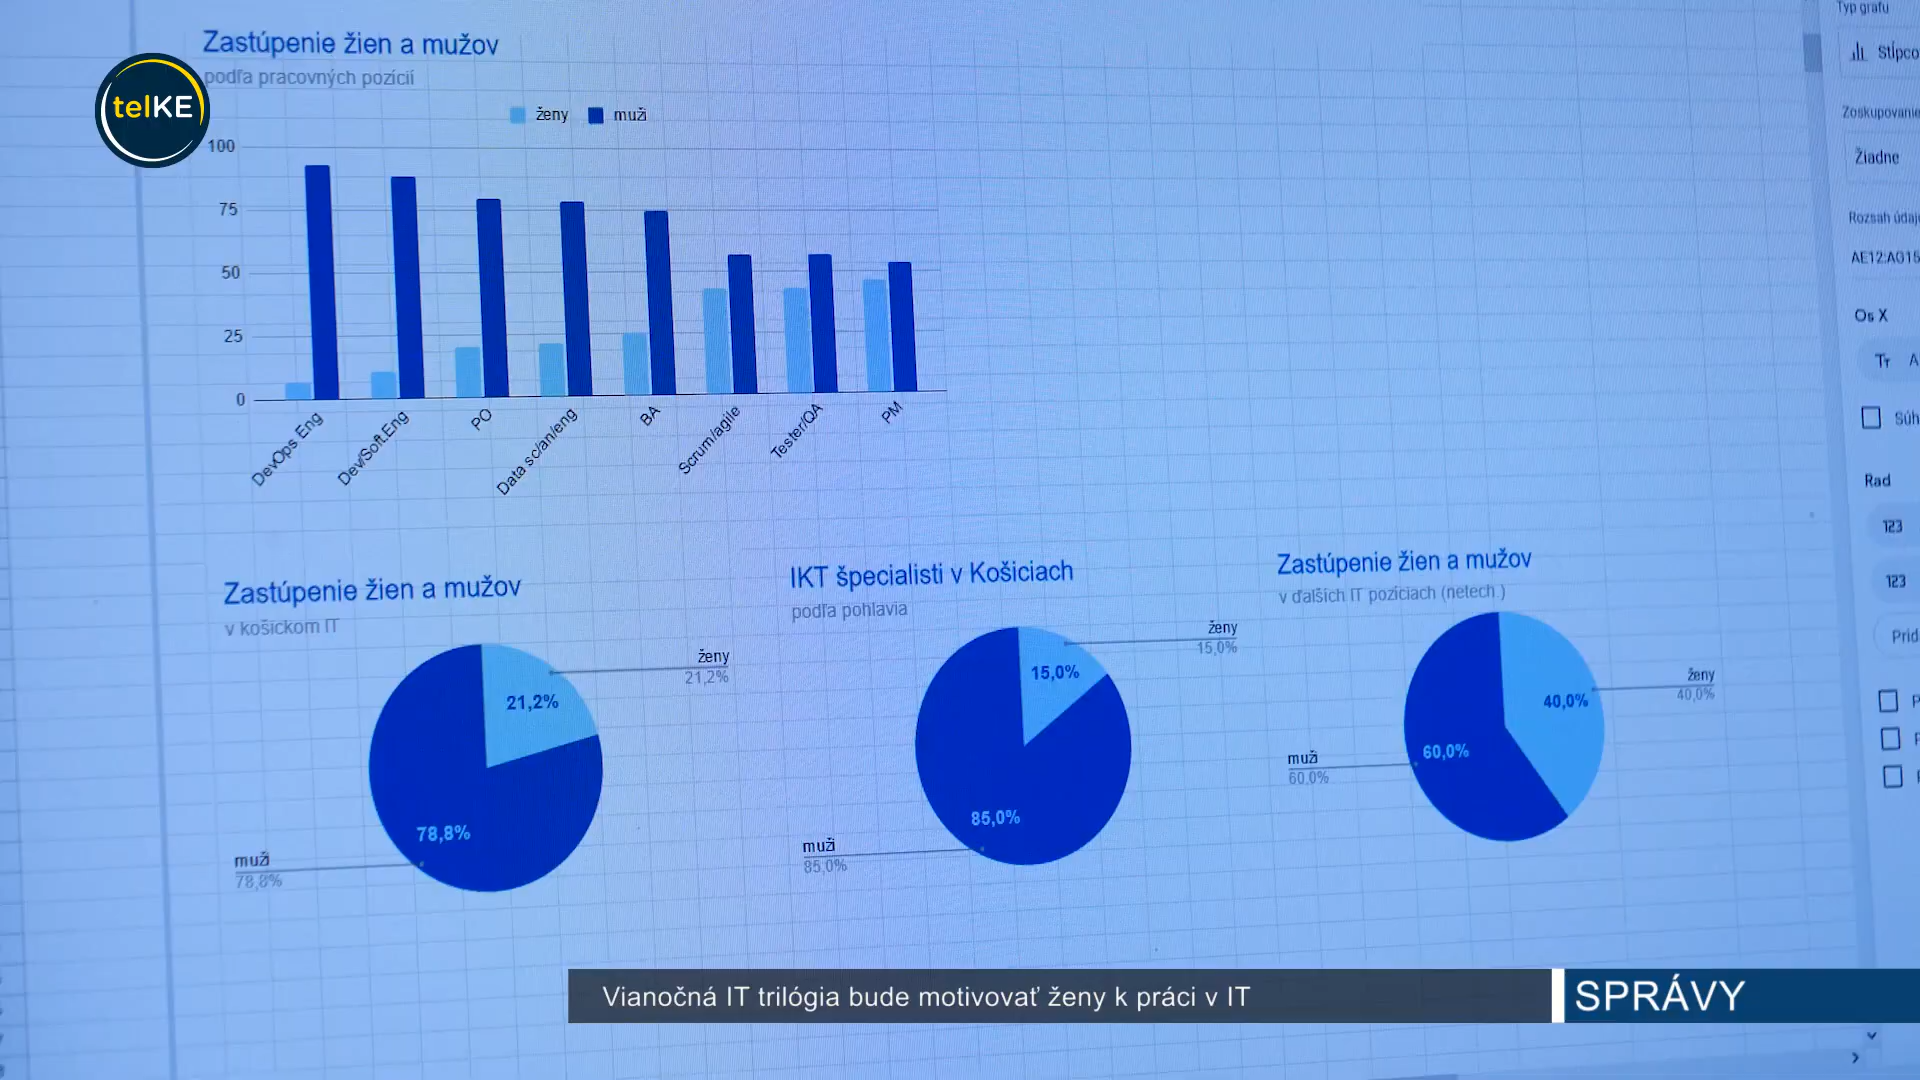 Zastúpenie žien a mužov
podľa pracovných pozícií
telKE
ženy
muži
100
75
50
25
0
DevOps Eng
Dev/Soft.Eng
PO
Data sc/an/eng
BA
Scrum/agile
Tester/QA
PM
Zastúpenie žien a mužov
v košickom IT
ženy
21,2%
21,2%
78,8%
muži
78,8%
IKT špecialisti v Košiciach
podľa pohlavia
ženy
15,0%
15,0%
85,0%
muži
85,0%
Zastúpenie žien a mužov
v ďalších IT pozíciach (netech.)
ženy
40,0%
40,0%
60,0%
muži
60,0%
Typ grafu
Stĺpco
Zoskupovanie
Žiadne
Rozsah údaj
AE12:AG15
Os X
Tт A
Súh
Rad
123
123
Prid
Vianočná IT trilógia bude motivovať ženy k práci v IT
SPRÁVY